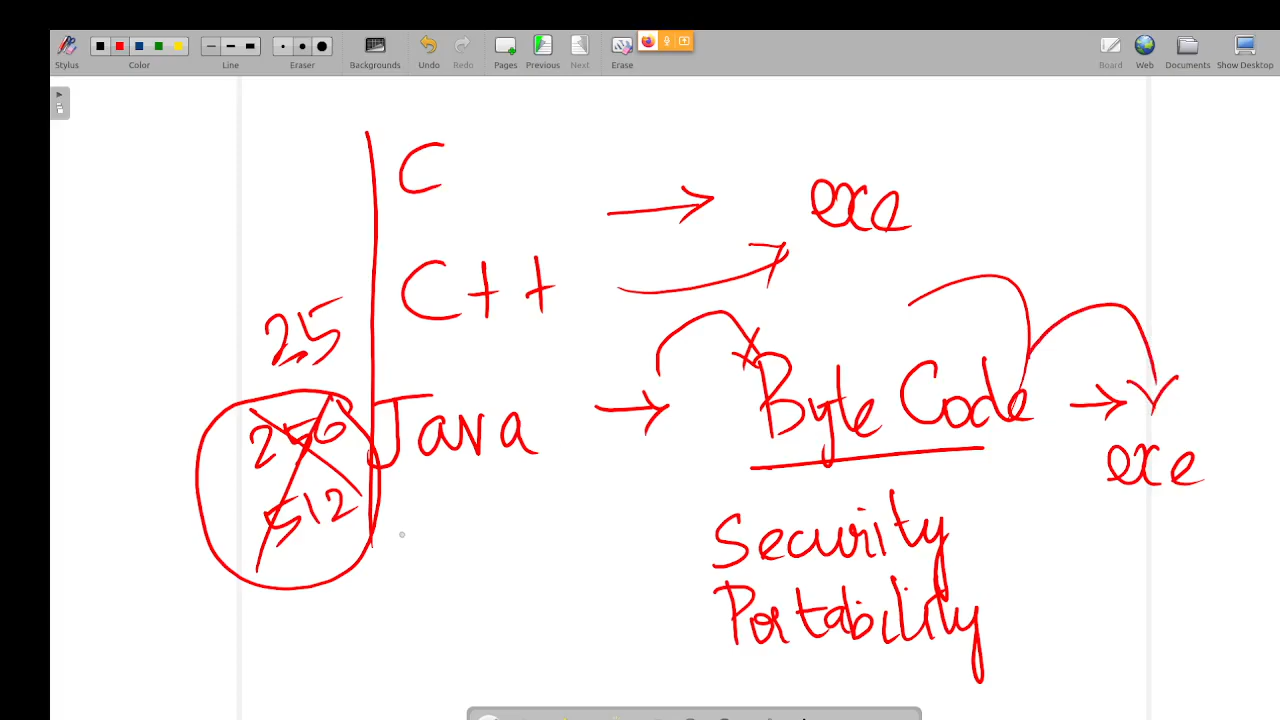 Stylus
Color
Line
Eraser
Backgrounds
Undo
Redo
Pages
Previous
Next
Erase
Board
Web
Documents
Show Desktop
C
→ exe
C++
25
Java → Byte Code → exe
256
512
Security
Portability